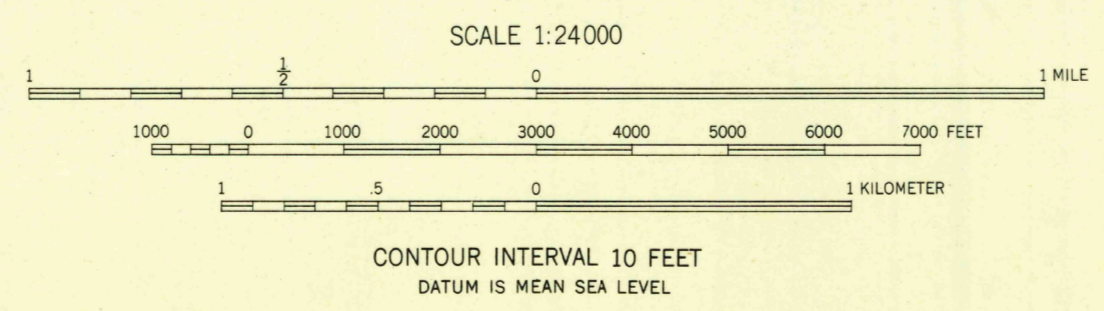 SCALE 1:24000
1 1/2 0 1 MILE
1000 0 1000 2000 3000 4000 5000 6000 7000 FEET
1 .5 0 1 KILOMETER
CONTOUR INTERVAL 10 FEET
DATUM IS MEAN SEA LEVEL